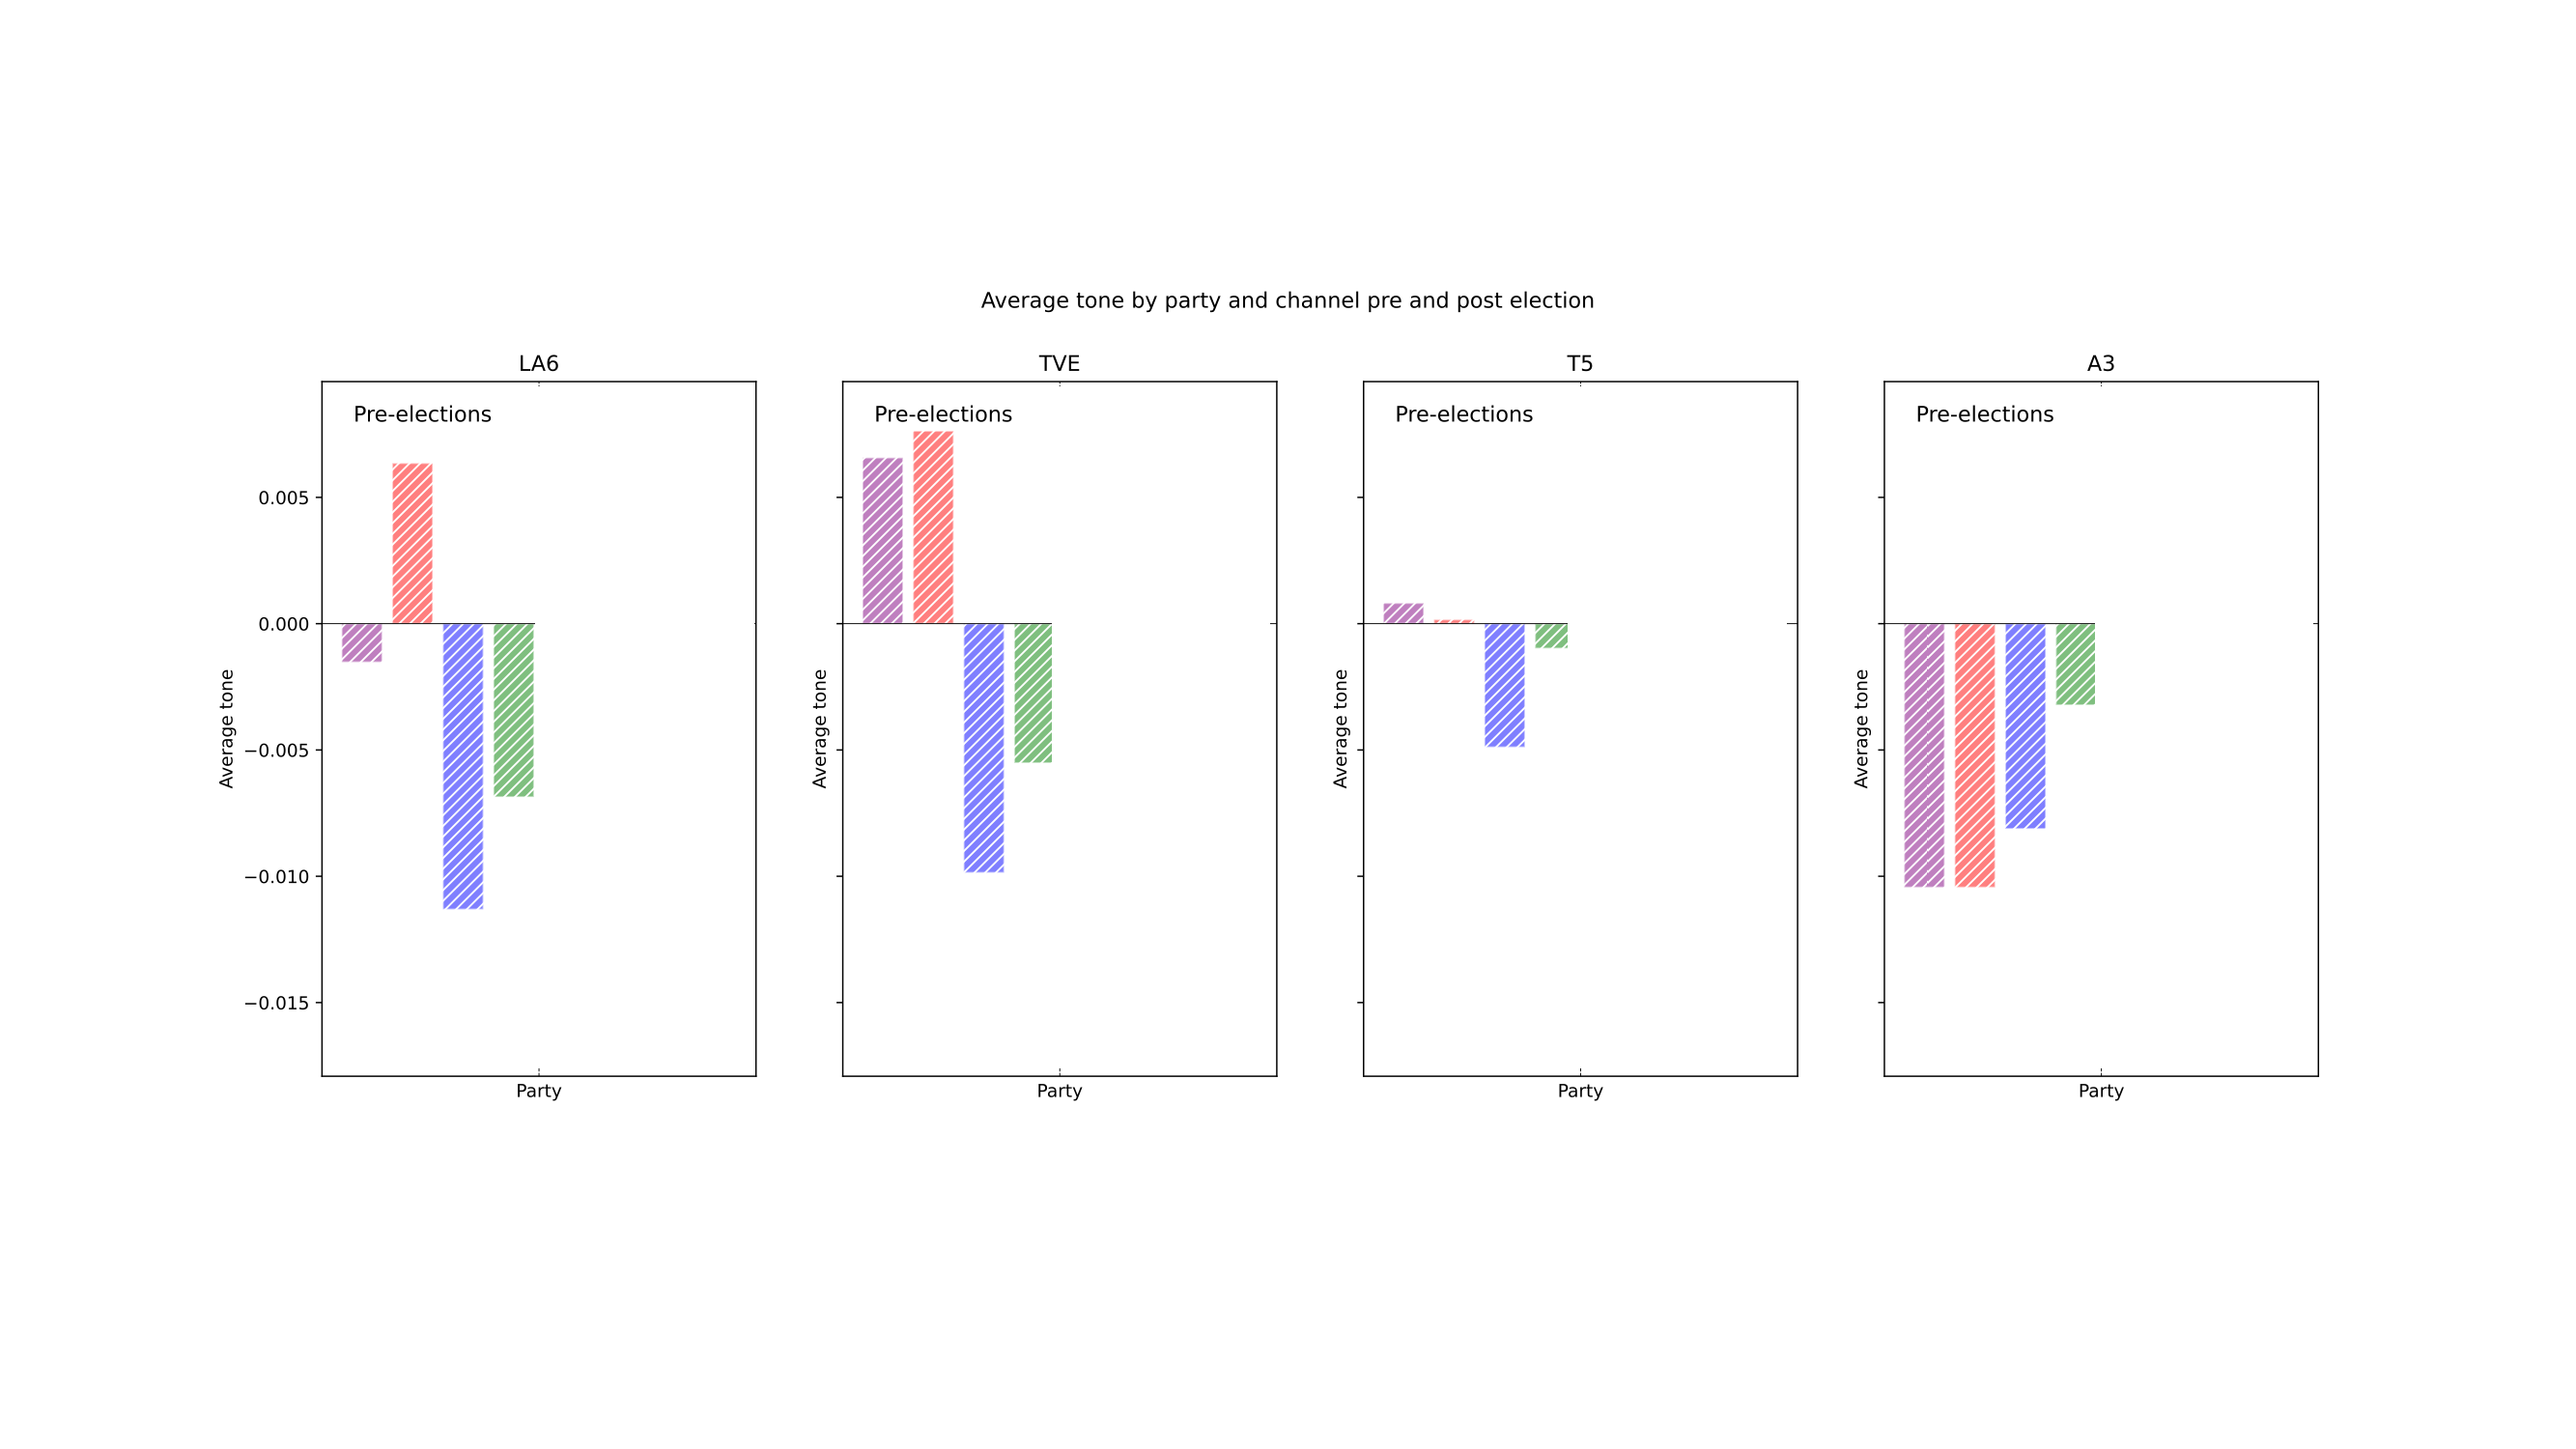 Average tone by party and channel pre and post election
LA6
TVE
T5
A3
Pre-elections
Pre-elections
Pre-elections
Pre-elections
0.005
0.000
−0.005
−0.010
−0.015
Average tone
Average tone
Average tone
Average tone
Party
Party
Party
Party